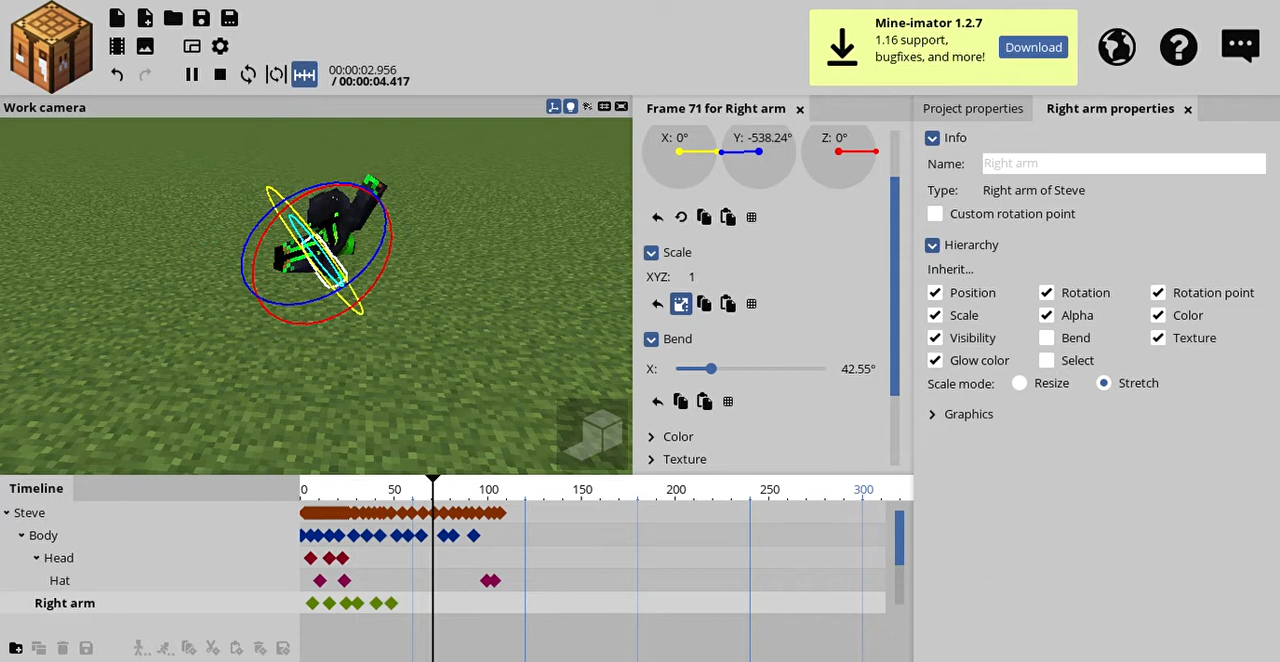 00:00:02.956
/ 00:00:04.417
Mine-imator 1.2.7
1.16 support,
bugfixes, and more!
Download
Work camera
Frame 71 for Right arm
X: 0°
Y: -538.24°
Z: 0°
Scale
XYZ: 1
Bend
X:
42.55°
Color
Texture
Project properties
Right arm properties
Info
Name: Right arm
Type: Right arm of Steve
Custom rotation point
Hierarchy
Inherit...
Position Rotation Rotation point
Scale Alpha Color
Visibility Bend Texture
Glow color Select
Scale mode: Resize Stretch
Graphics
Timeline
0 50 100 150 200 250 300
Steve
Body
Head
Hat
Right arm